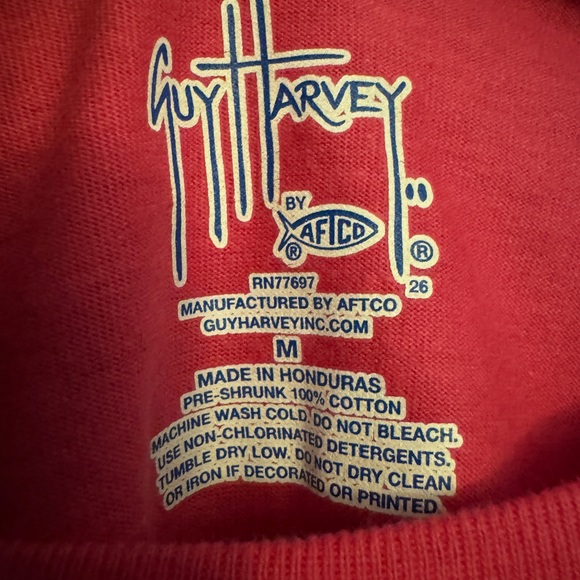 GUY HARVEY
BY
AFTCO
®
®
RN77697
26
MANUFACTURED BY AFTCO
GUYHARVEYINC.COM
M
MADE IN HONDURAS
PRE-SHRUNK 100% COTTON
MACHINE WASH COLD. DO NOT BLEACH.
USE NON-CHLORINATED DETERGENTS.
TUMBLE DRY LOW. DO NOT DRY CLEAN
OR IRON IF DECORATED OR PRINTED.